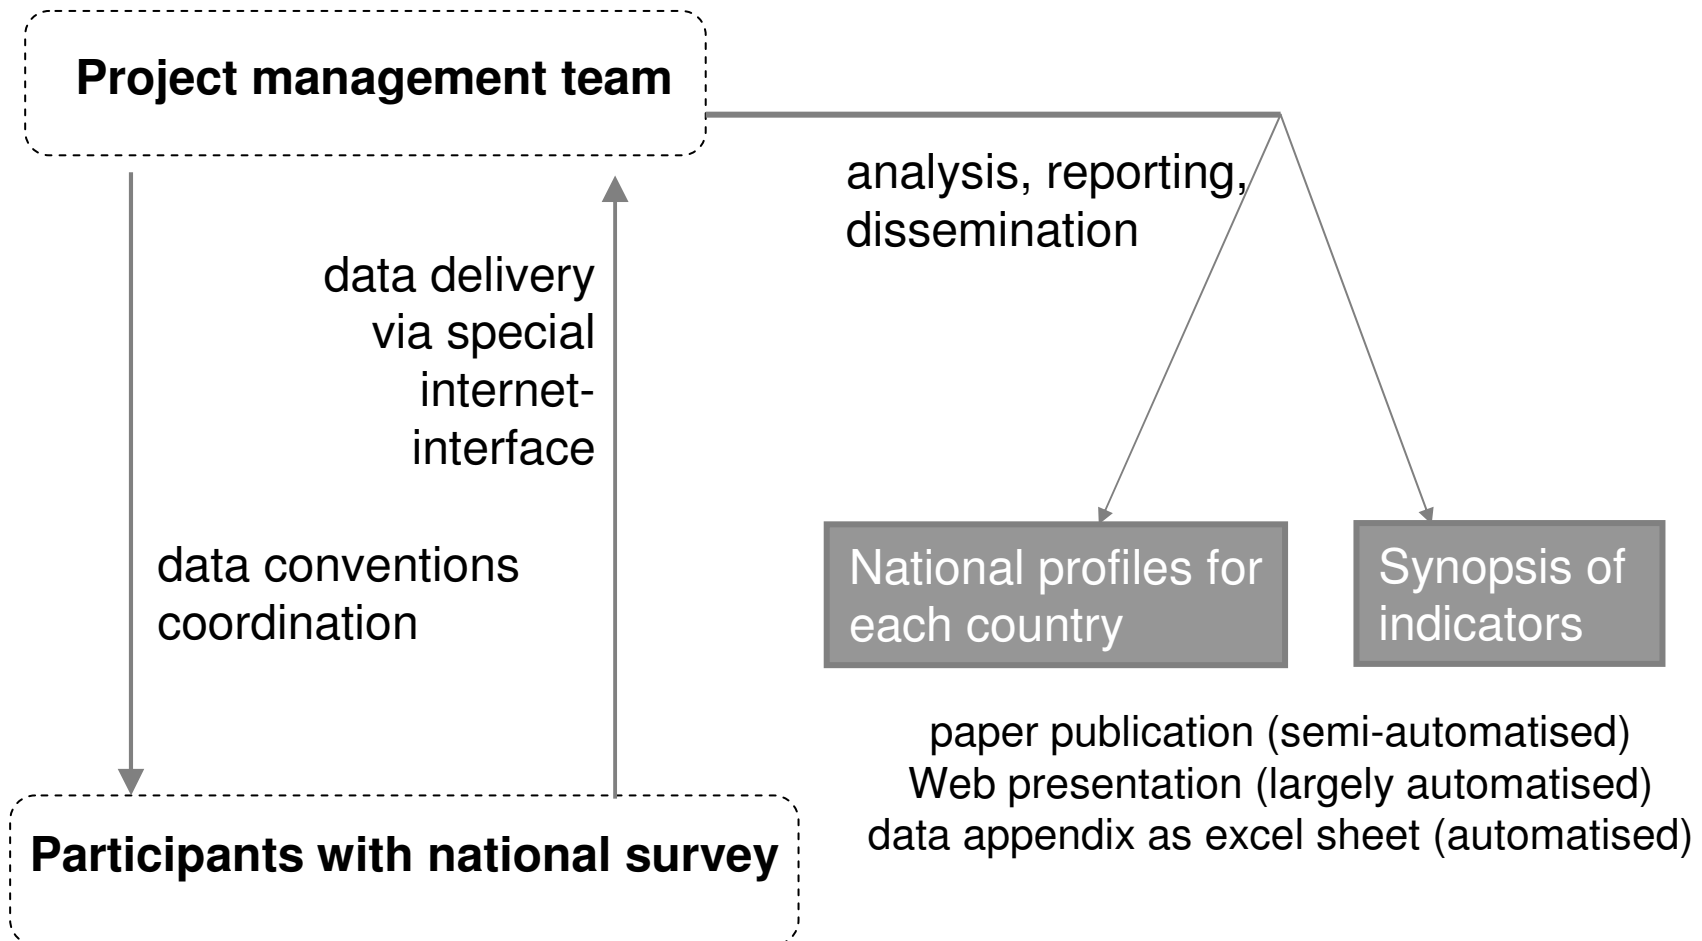 Project management team
analysis, reporting,
dissemination
data delivery
via special
internet-
interface
data conventions
coordination
National profiles for
each country
Synopsis of
indicators
paper publication (semi-automatised)
Web presentation (largely automatised)
data appendix as excel sheet (automatised)
Participants with national survey